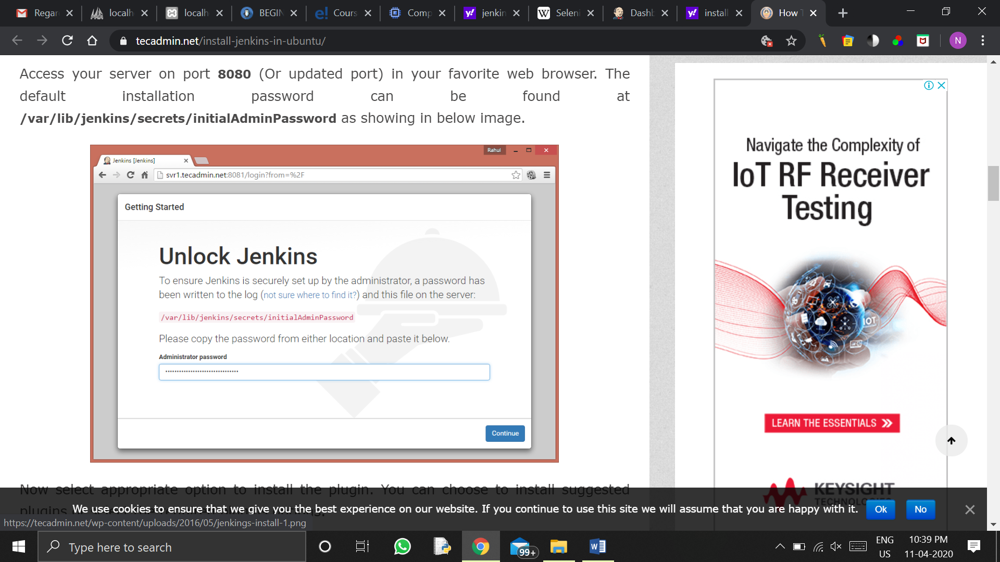 Regar
localh
localh
BEGIN
Cours
Comp
jenkin
Seleni
Dashb
install
How T
tecadmin.net/install-jenkins-in-ubuntu/
N
Access your server on port 8080 (Or updated port) in your favorite web browser. The
default installation password can be found at
/var/lib/jenkins/secrets/initialAdminPassword as showing in below image.
Rahul
Jenkins [Jenkins]
svr1.tecadmin.net:8081/login?from=%2F
Getting Started
Unlock Jenkins
To ensure Jenkins is securely set up by the administrator, a password has
been written to the log (not sure where to find it?) and this file on the server:
/var/lib/jenkins/secrets/initialAdminPassword
Please copy the password from either location and paste it below.
Administrator password
Continue
Navigate the Complexity of
IoT RF Receiver
Testing
IOT
LEARN THE ESSENTIALS
KEYSIGHT
TECHNOLOGIES
Now select appropriate option to install the plugin. You can choose to install suggested
plugins
We use cookies to ensure that we give you the best experience on our website. If you continue to use this site we will assume that you are happy with it.
Ok
No
https://tecadmin.net/wp-content/uploads/2016/05/jenkings-install-1.png
Type here to search
99+
ENG
US
10:39 PM
11-04-2020